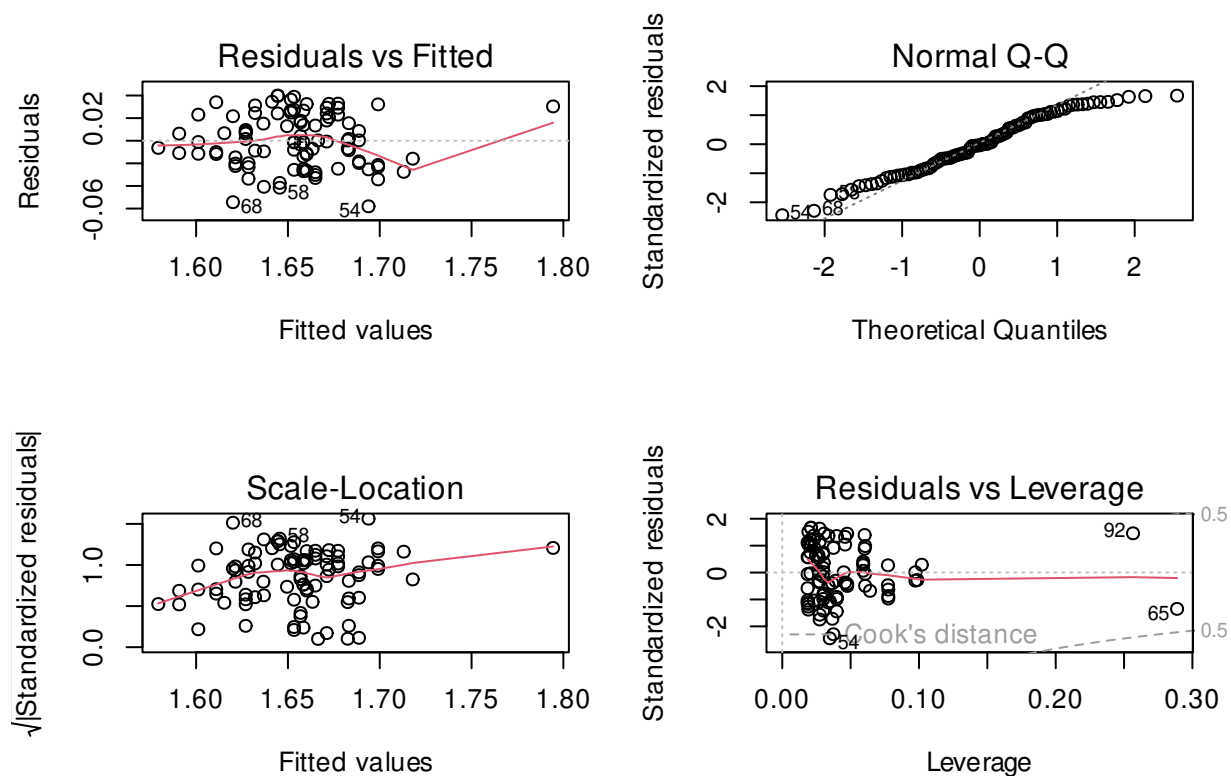 Residuals vs Fitted
Residuals
0.02
-0.06
68
58
54
1.60 1.65 1.70 1.75 1.80
Fitted values
Normal Q-Q
Standardized residuals
2
0
-2
54
68
58
-2 -1 0 1 2
Theoretical Quantiles
Scale-Location
√|Standardized residuals|
1.0
0.0
68
58
54
1.60 1.65 1.70 1.75 1.80
Fitted values
Residuals vs Leverage
Standardized residuals
2
0
-2
92
65
54
Cook's distance
0.5
0.5
0.00 0.10 0.20 0.30
Leverage